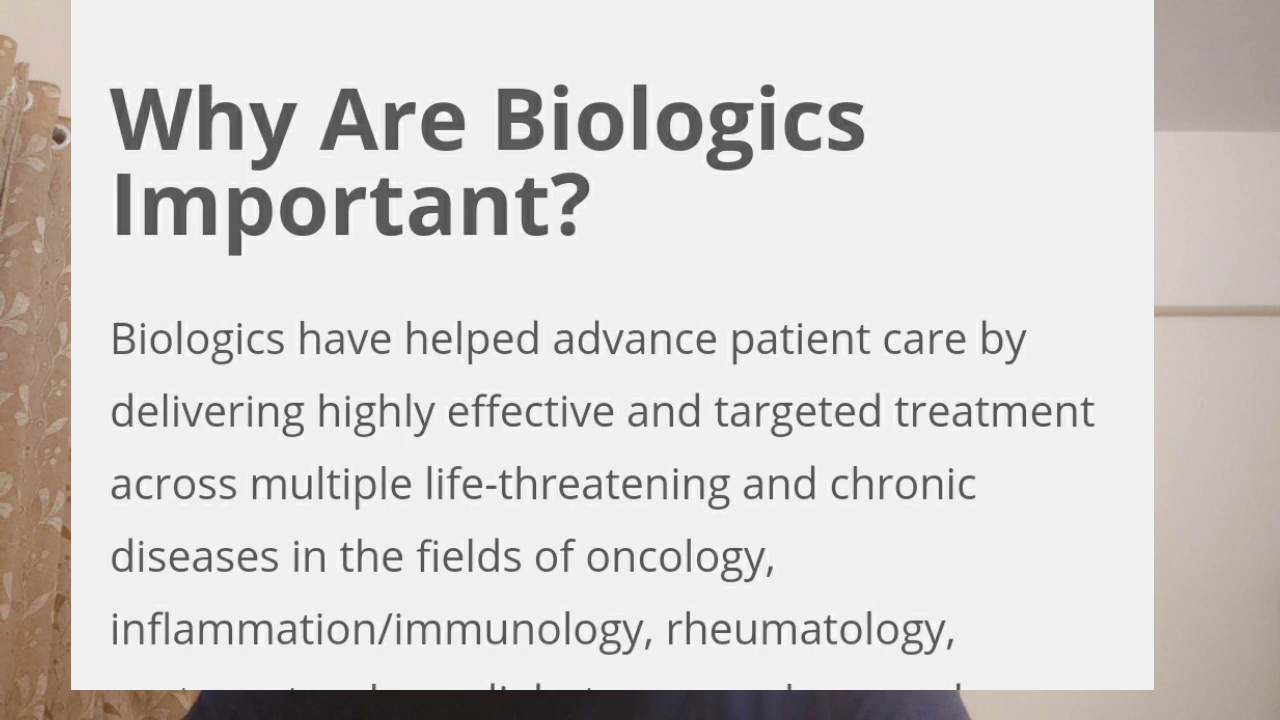 Why Are Biologics
Important?
Biologics have helped advance patient care by
delivering highly effective and targeted treatment
across multiple life-threatening and chronic
diseases in the fields of oncology,
inflammation/immunology, rheumatology,